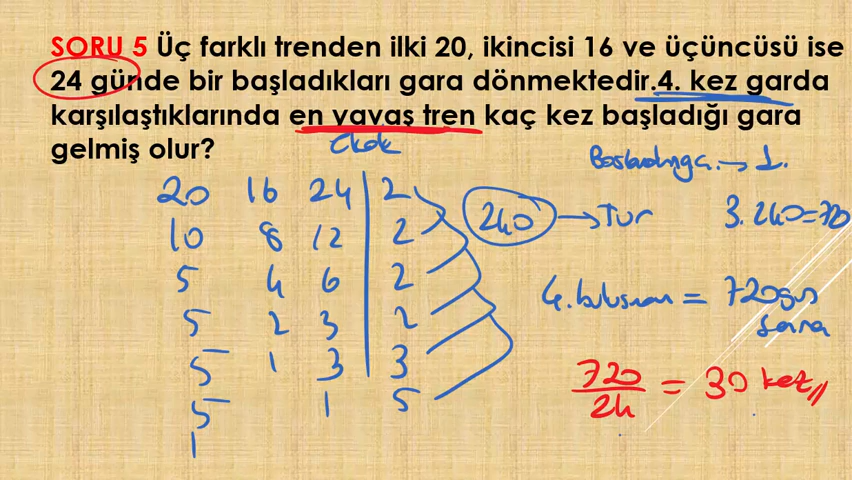 SORU 5 Üç farklı trenden ilki 20, ikincisi 16 ve üçüncüsü ise
24 günde bir başladıkları gara dönmektedir.4. kez garda
karşılaştıklarında en yavaş tren kaç kez başladığı gara
gelmiş olur?
Ekok
20 16 24 2
10 8 12 2
5 4 6 2
5 2 3 2
5 1 3 3
5 1 5
1
240 → Tur
→ 1.
3.240=720
4. buluşman = 720 gün
sonra
720/24 = 30 kez //